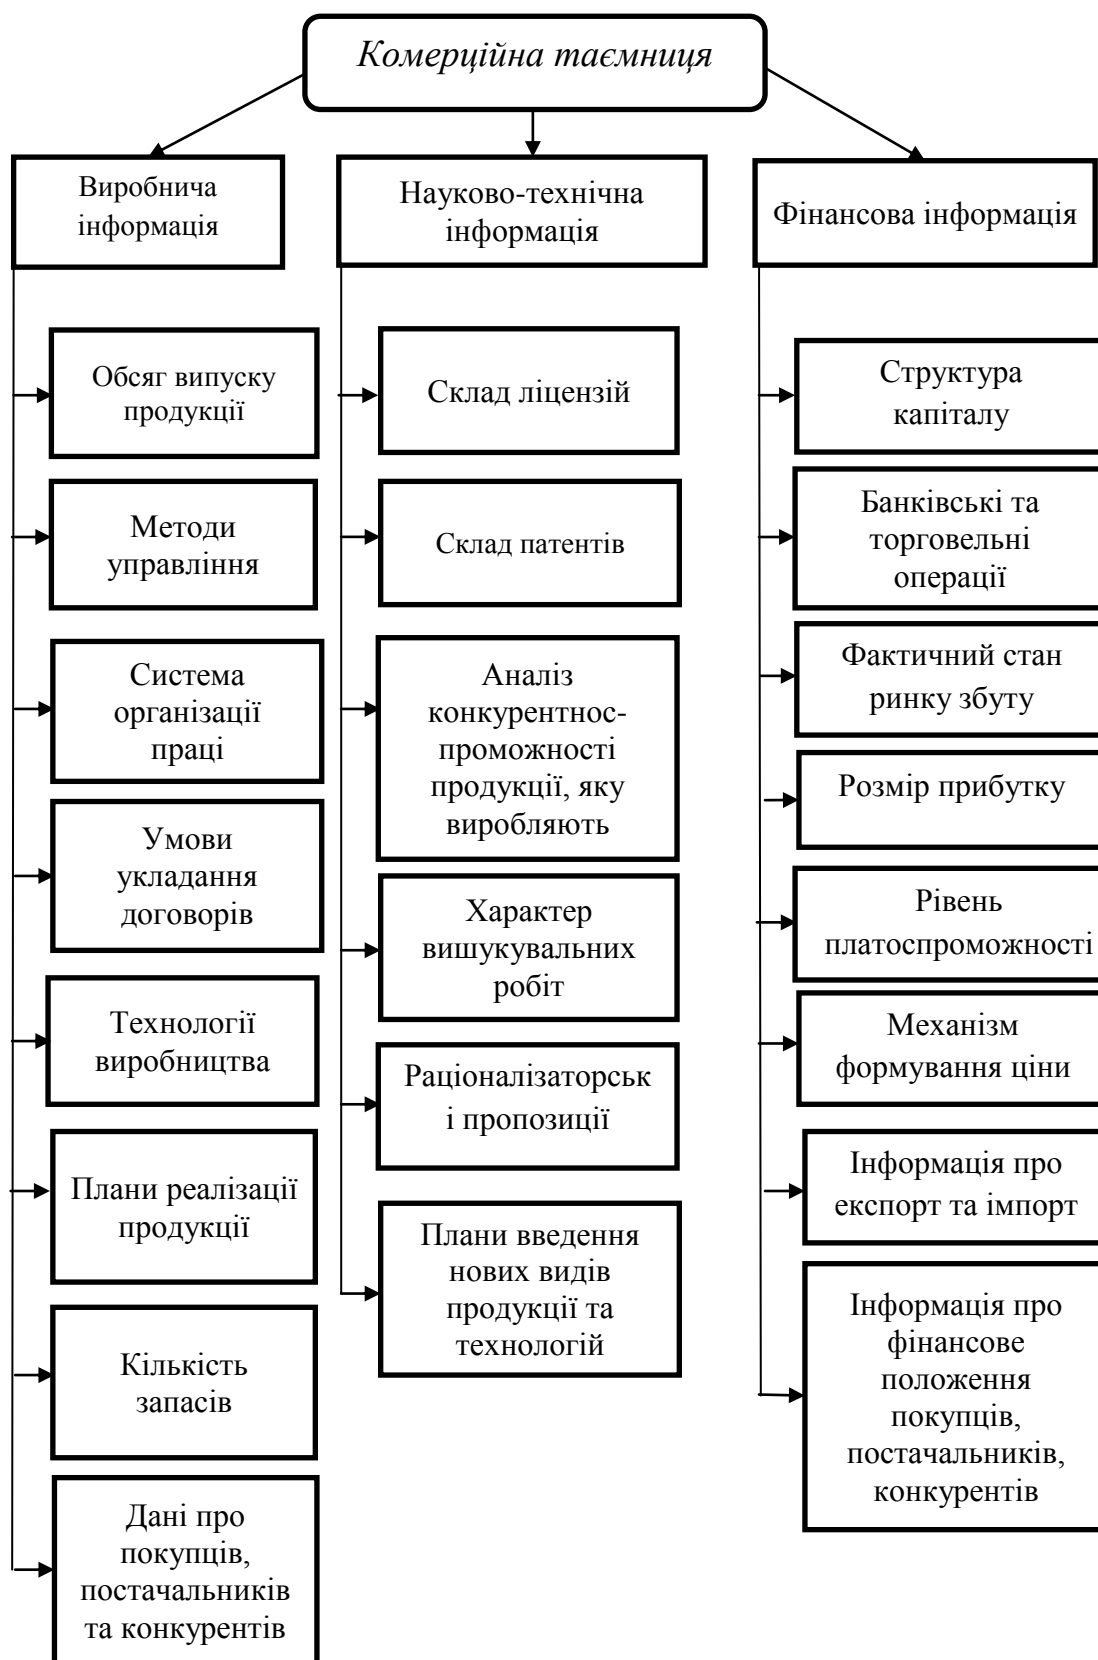 Комерційна таємниця
Виробнича
інформація
Обсяг випуску
продукції
Методи
управління
Система
організації
праці
Умови
укладання
договорів
Технології
виробництва
Плани реалізації
продукції
Кількість
запасів
Дані про
покупців,
постачальників
та конкурентів
Науково-технічна
інформація
Склад ліцензій
Склад патентів
Аналіз
конкурентнос-
проможності
продукції, яку
виробляють
Характер
вишукувальних
робіт
Раціоналізаторськ
і пропозиції
Плани введення
нових видів
продукції та
технологій
Фінансова інформація
Структура
капіталу
Банківські та
торговельні
операції
Фактичний стан
ринку збуту
Розмір прибутку
Рівень
платоспроможності
Механізм
формування ціни
Інформація про
експорт та імпорт
Інформація про
фінансове
положення
покупців,
постачальників,
конкурентів